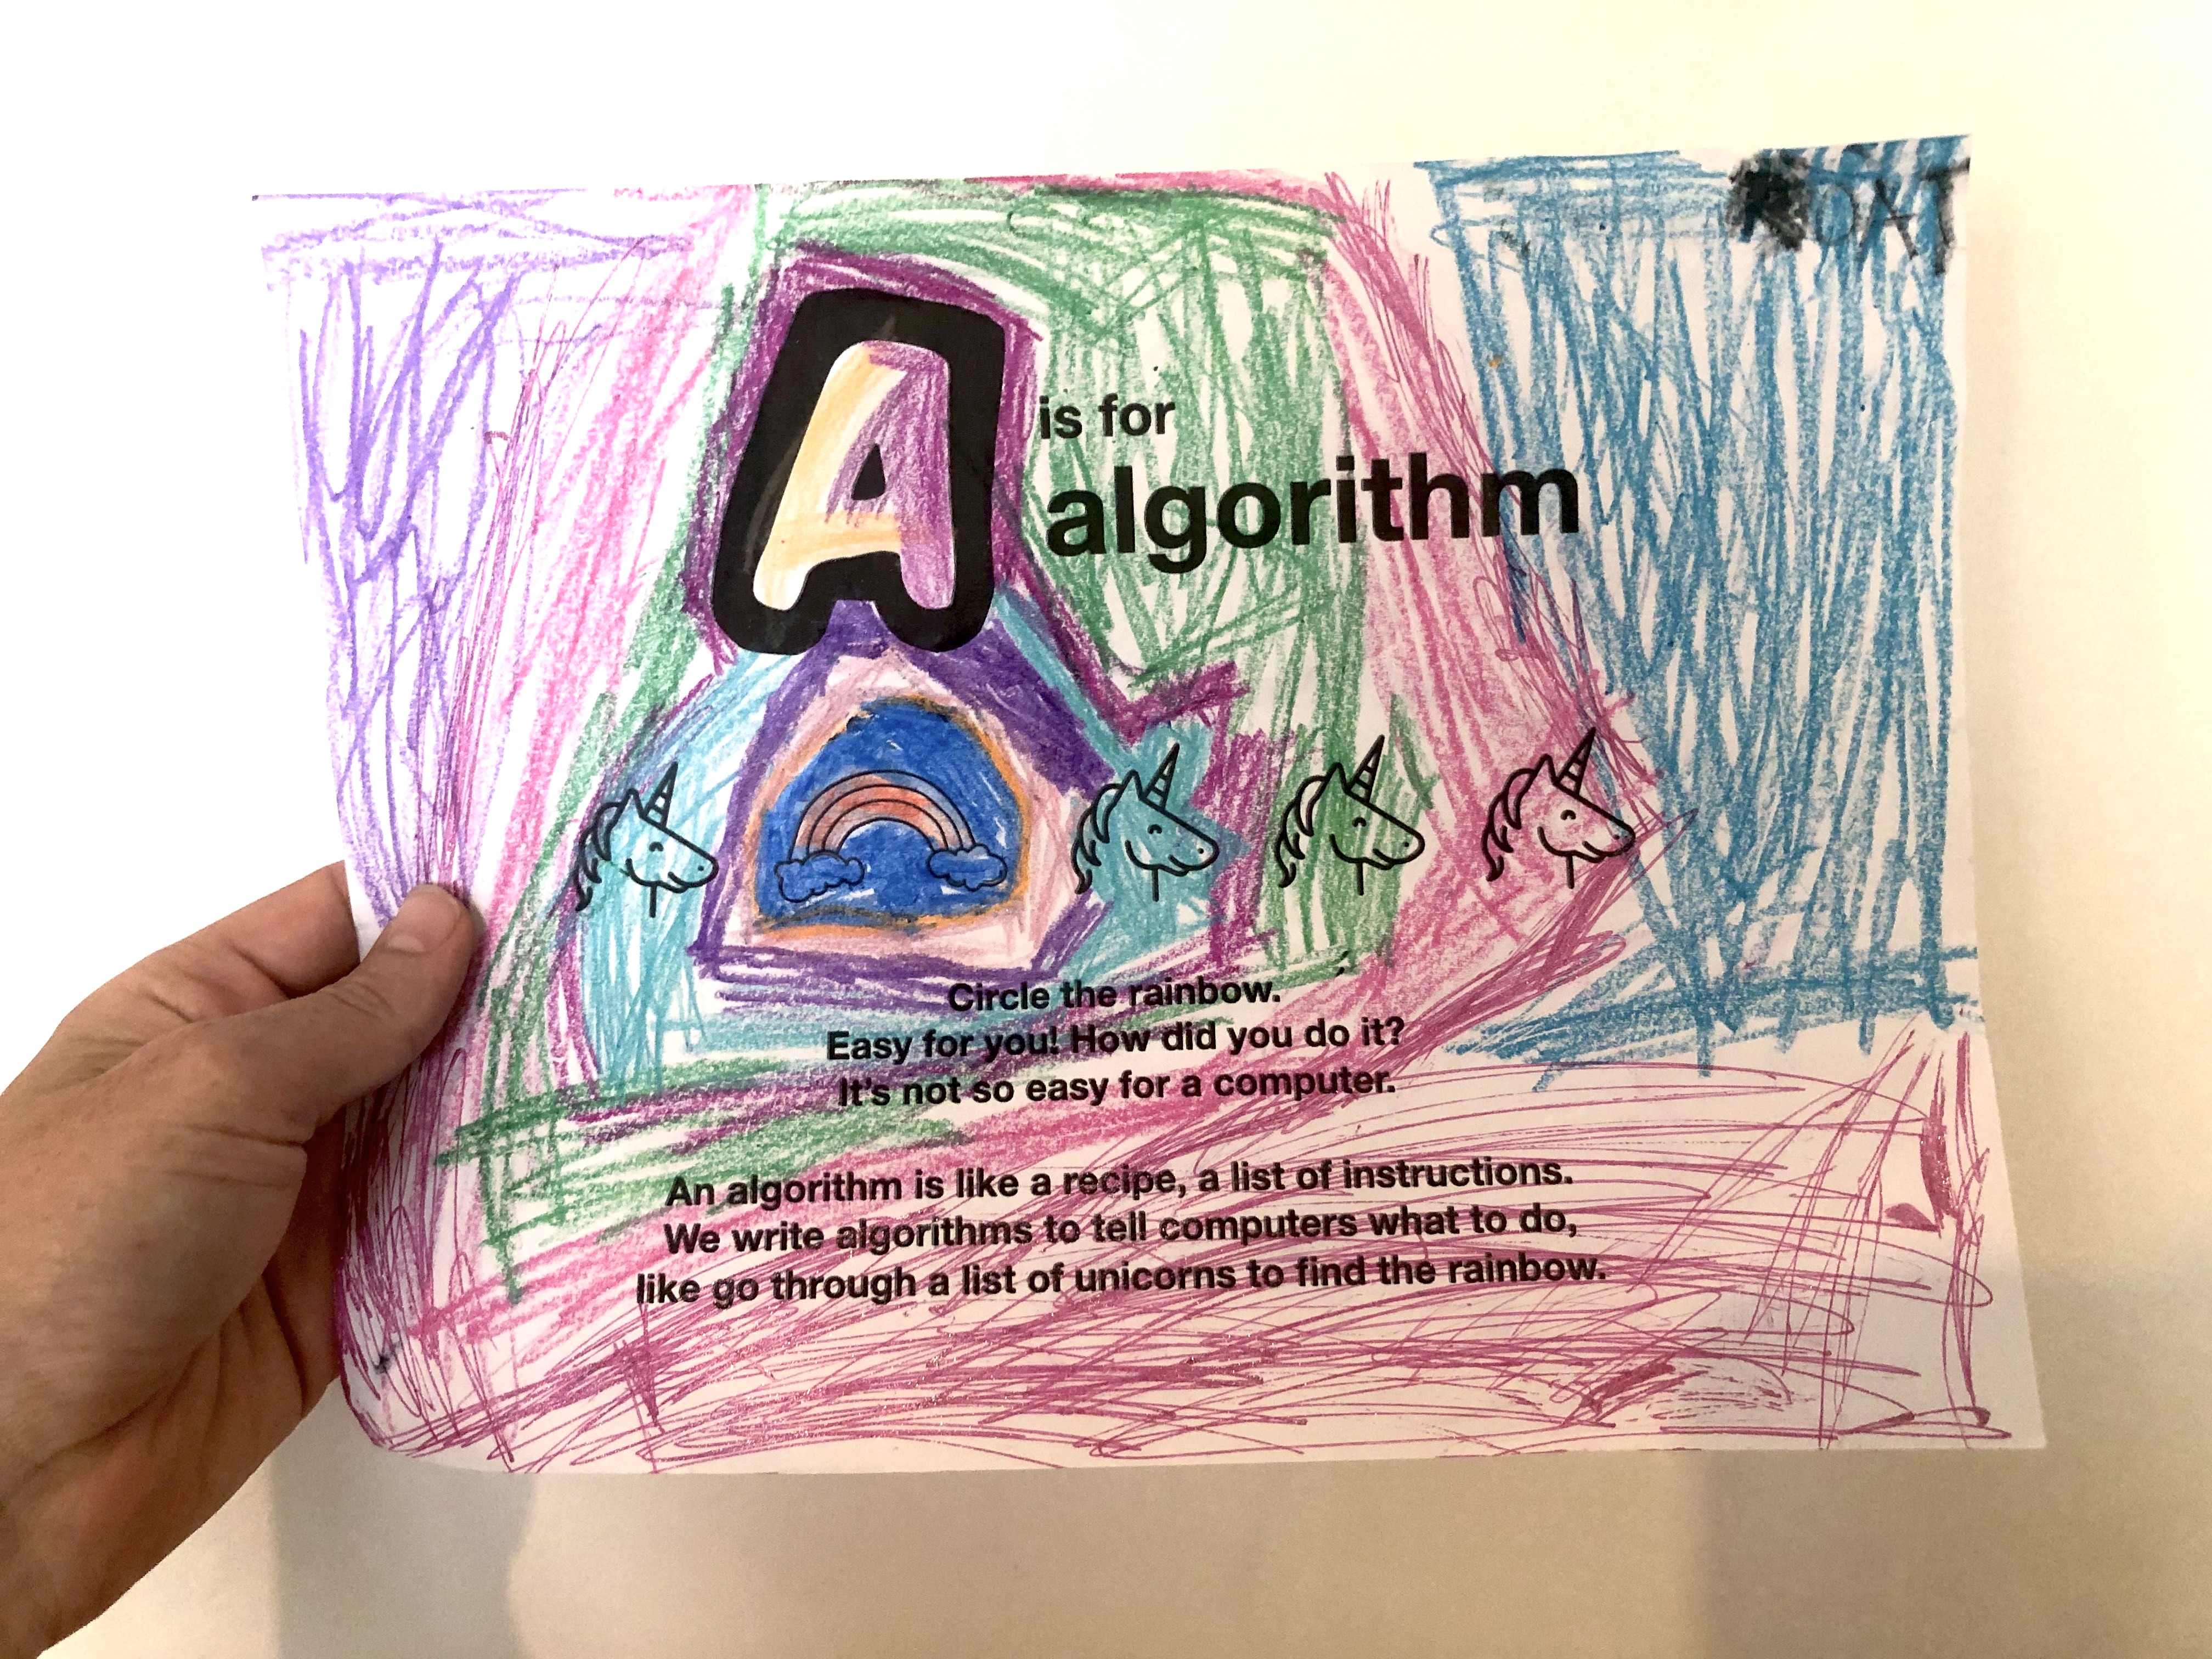 A is for
algorithm
Circle the rainbow.
Easy for you! How did you do it?
It's not so easy for a computer.
An algorithm is like a recipe, a list of instructions.
We write algorithms to tell computers what to do,
like go through a list of unicorns to find the rainbow.